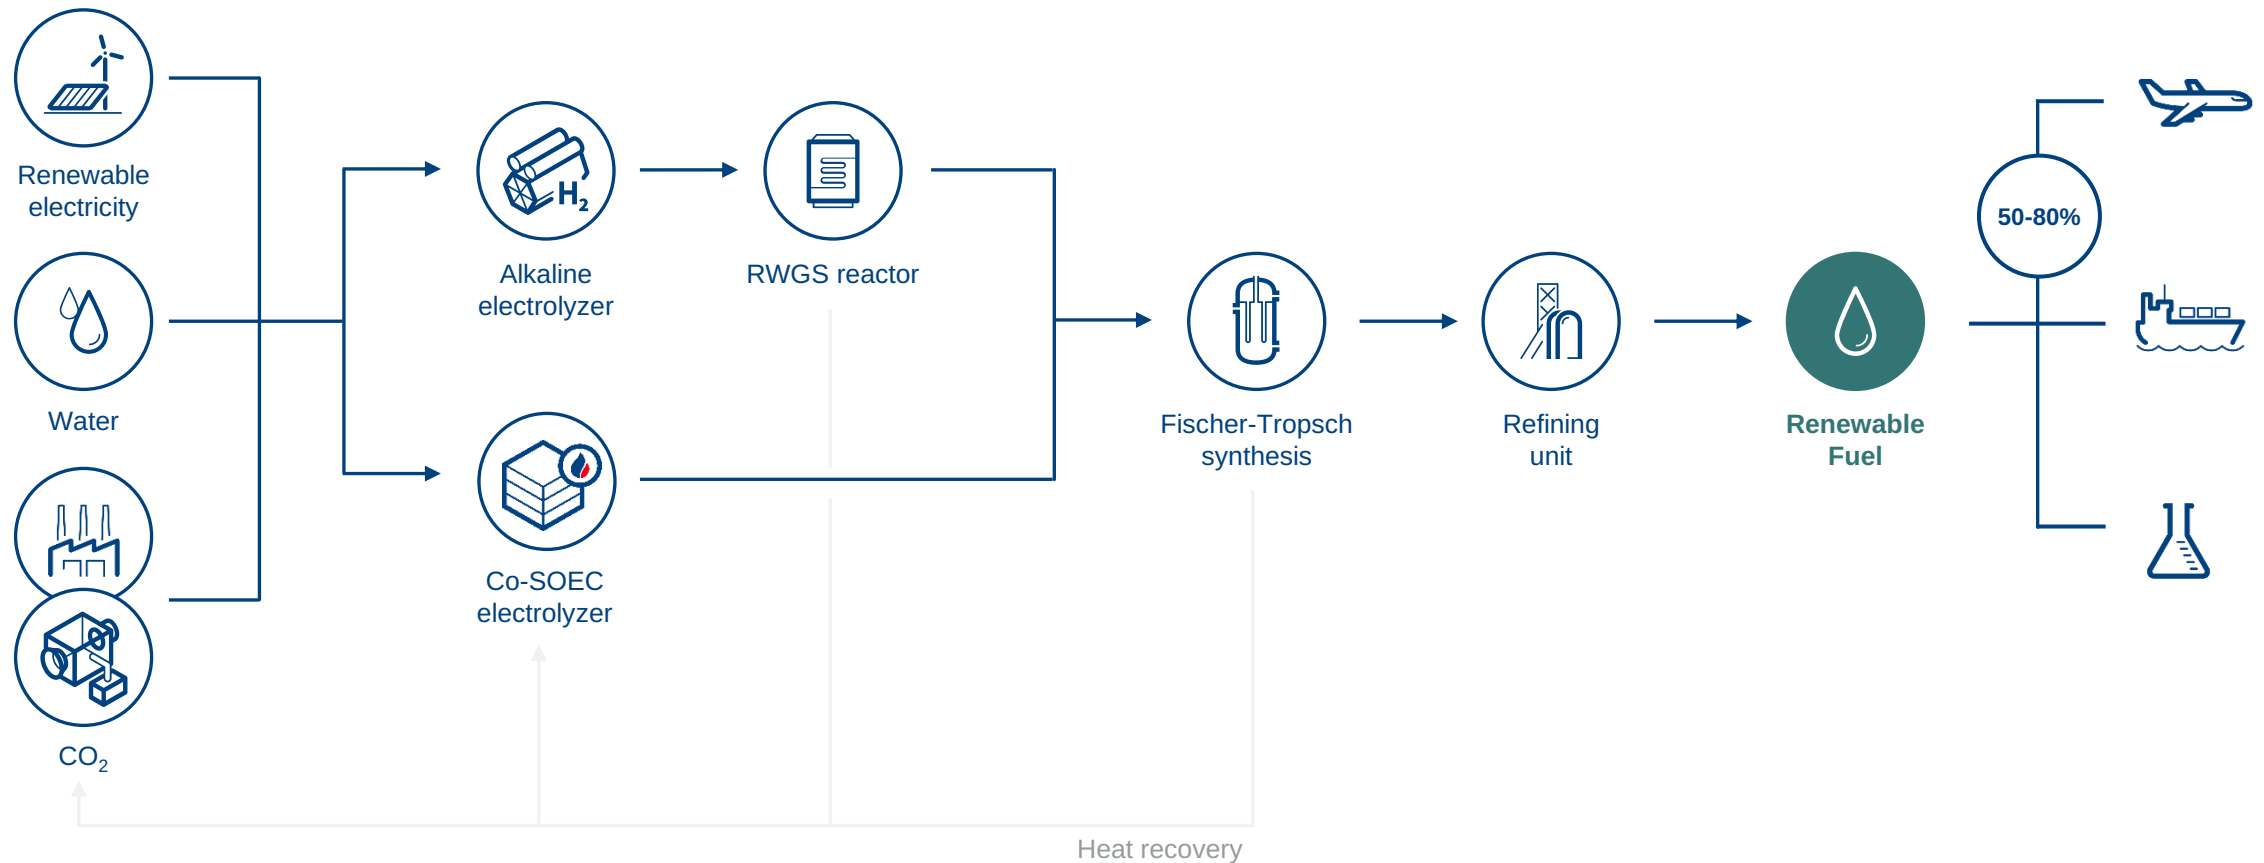 Renewable
electricity
Water
CO₂
H₂
Alkaline
electrolyzer
RWGS reactor
Co-SOEC
electrolyzer
Fischer-Tropsch
synthesis
Refining
unit
Renewable
Fuel
50-80%
Heat recovery